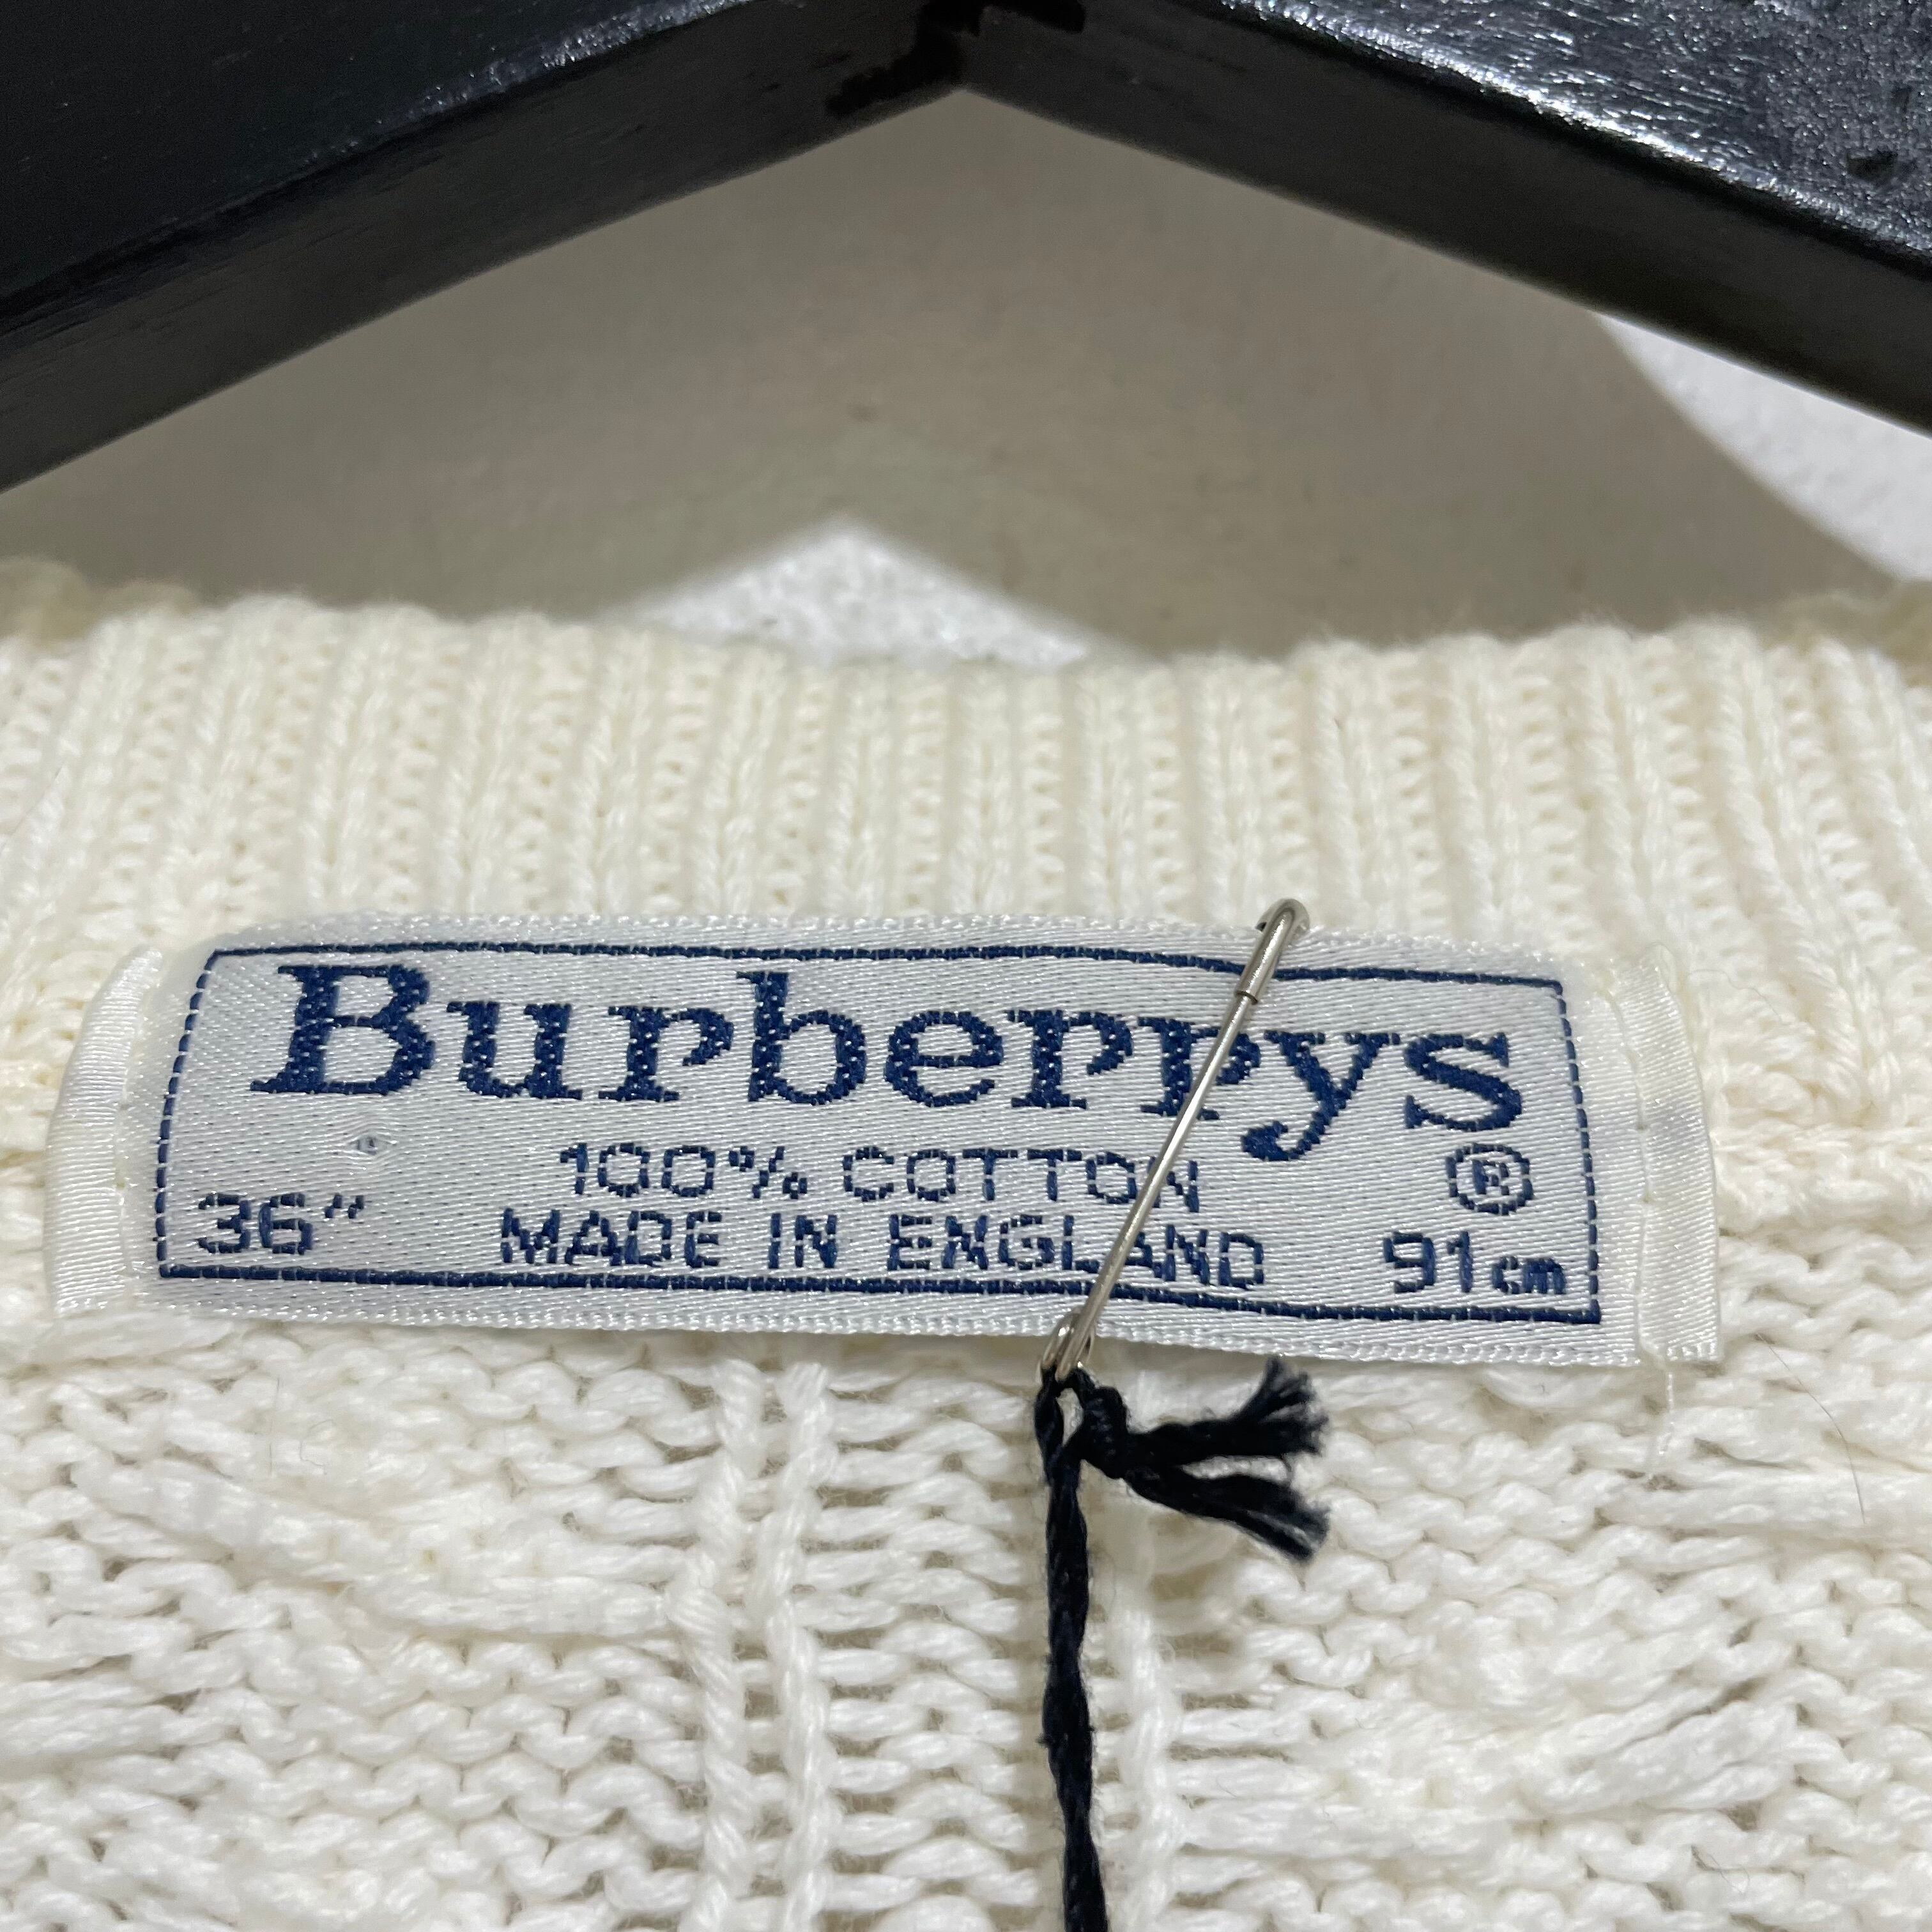 Burberrys
100% COTTON ®
36" MADE IN ENGLAND 91cm